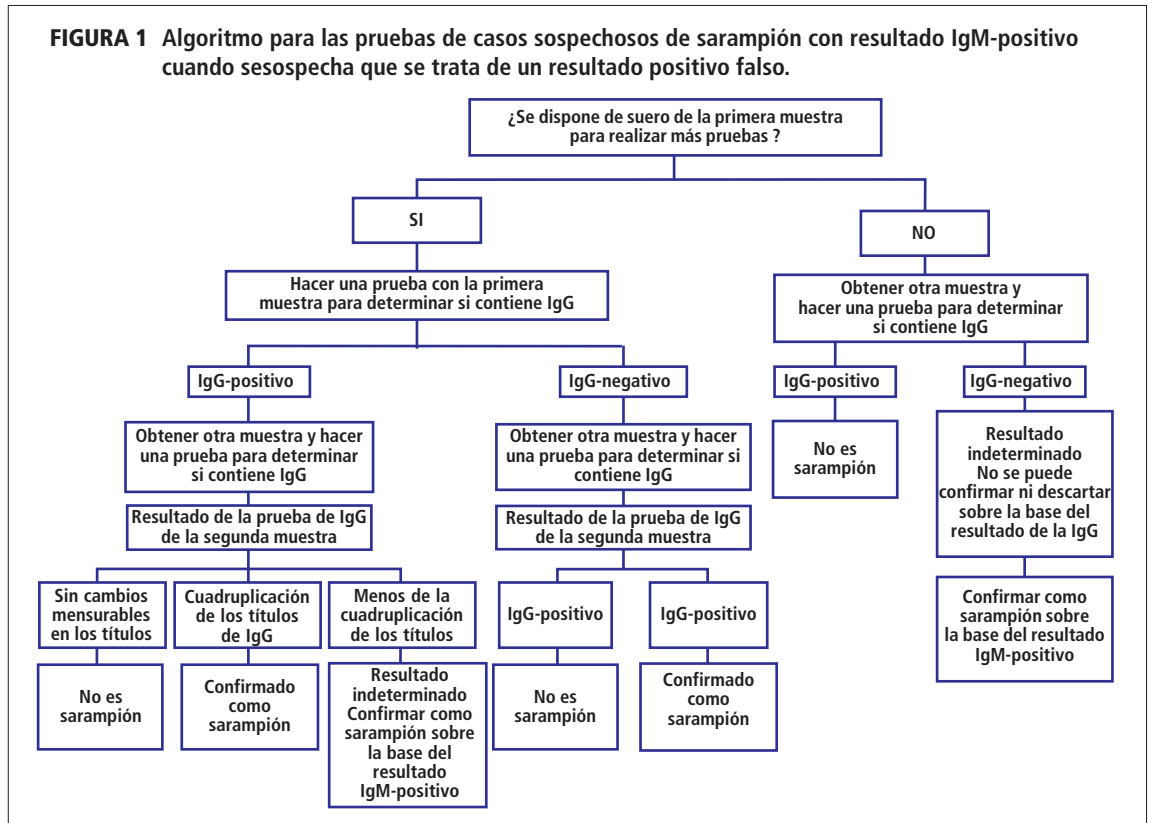 FIGURA 1 Algoritmo para las pruebas de casos sospechosos de sarampión con resultado IgM-positivo
cuando sesospecha que se trata de un resultado positivo falso.
¿Se dispone de suero de la primera muestra
para realizar más pruebas ?
SI
NO
Hacer una prueba con la primera
muestra para determinar si contiene IgG
Obtener otra muestra y
hacer una prueba para determinar
si contiene IgG
IgG-positivo
IgG-negativo
IgG-positivo
IgG-negativo
Obtener otra muestra y hacer
una prueba para determinar
si contiene IgG
Obtener otra muestra y hacer
una prueba para determinar si
contiene IgG
No es
sarampión
Resultado
indeterminado
No se puede
confirmar ni descartar
sobre la base del
resultado de la IgG
Resultado de la prueba de IgG
de la segunda muestra
Resultado de la prueba de IgG
de la segunda muestra
Sin cambios
mensurables
en los títulos
Cuadruplicación
de los títulos
de IgG
Menos de la
cuadruplicación
de los títulos
IgG-positivo
IgG-positivo
Confirmar como
sarampión sobre
la base del resultado
IgM-positivo
No es
sarampión
Confirmado
como
sarampión
Resultado
indeterminado
Confirmar como
sarampión sobre
la base del
resultado
IgM-positivo
No es
sarampión
Confirmado
como
sarampión